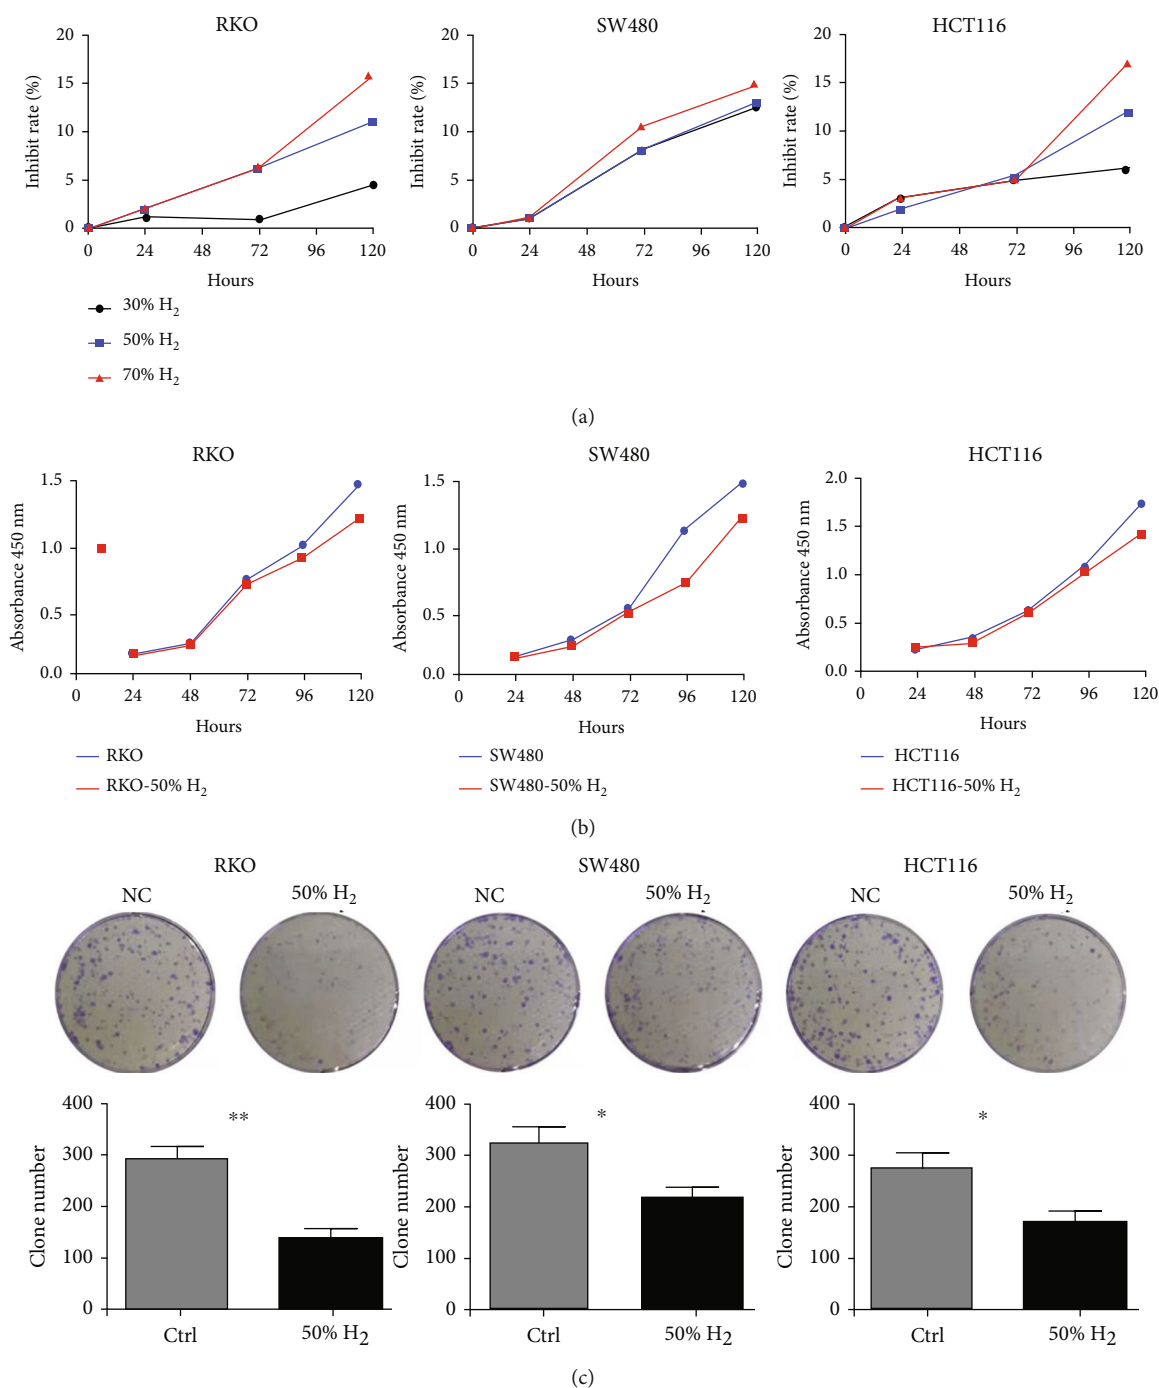 RKO
SW480
HCT116
Inhibit rate (%)
20
15
10
5
0
0 24 48 72 96 120
Hours
Inhibit rate (%)
20
15
10
5
0
0 24 48 72 96 120
Hours
Inhibit rate (%)
20
15
10
5
0
0 24 48 72 96 120
Hours
30% H₂
50% H₂
70% H₂
(a)
RKO
SW480
HCT116
Absorbance 450 nm
1.5
1.0
0.5
0.0
0 24 48 72 96 120
Hours
RKO
RKO-50% H₂
Absorbance 450 nm
1.5
1.0
0.5
0.0
0 24 48 72 96 120
Hours
SW480
SW480-50% H₂
Absorbance 450 nm
2.0
1.5
1.0
0.5
0.0
0 24 48 72 96 120
Hours
HCT116
HCT116-50% H₂
(b)
RKO
SW480
HCT116
NC
50% H₂
NC
50% H₂
NC
50% H₂
Clone number
400
300
200
100
0
**
Ctrl
50% H₂
Clone number
400
300
200
100
0
*
Ctrl
50% H₂
Clone number
400
300
200
100
0
*
Ctrl
50% H₂
(c)